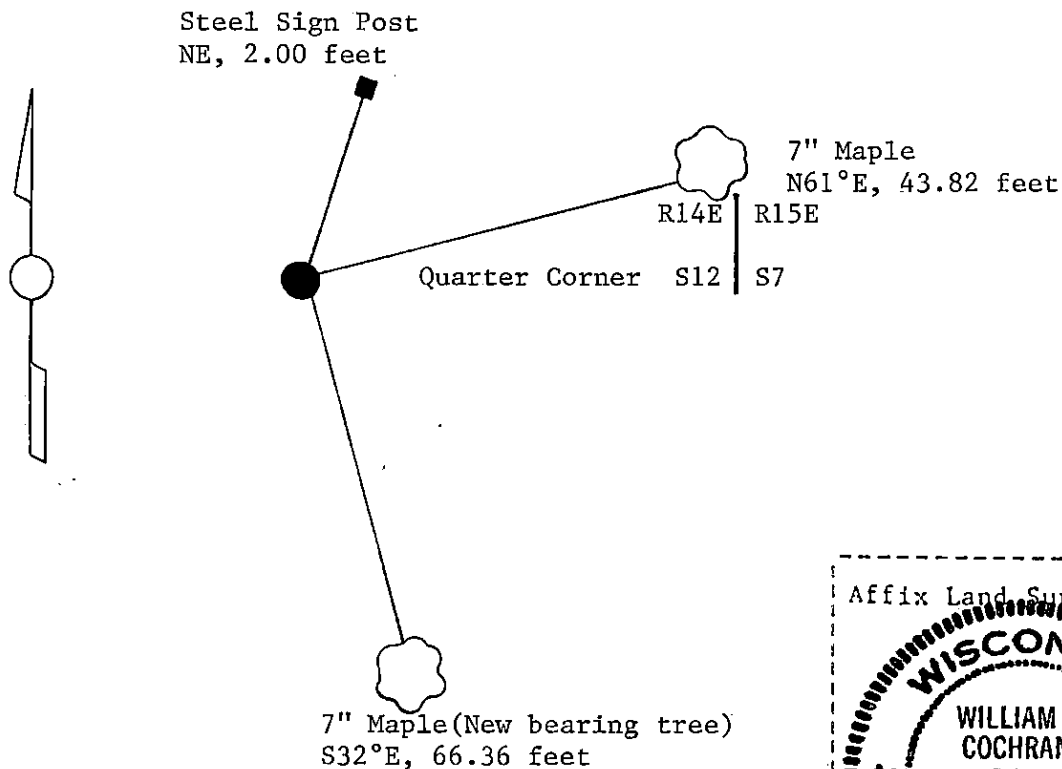 Steel Sign Post
NE, 2.00 feet
7" Maple
N61°E, 43.82 feet
R14E R15E
Quarter Corner S12 S7
7" Maple(New bearing tree)
S32°E, 66.36 feet
Affix Land
WISCON
WILLIAM
COCHRAN